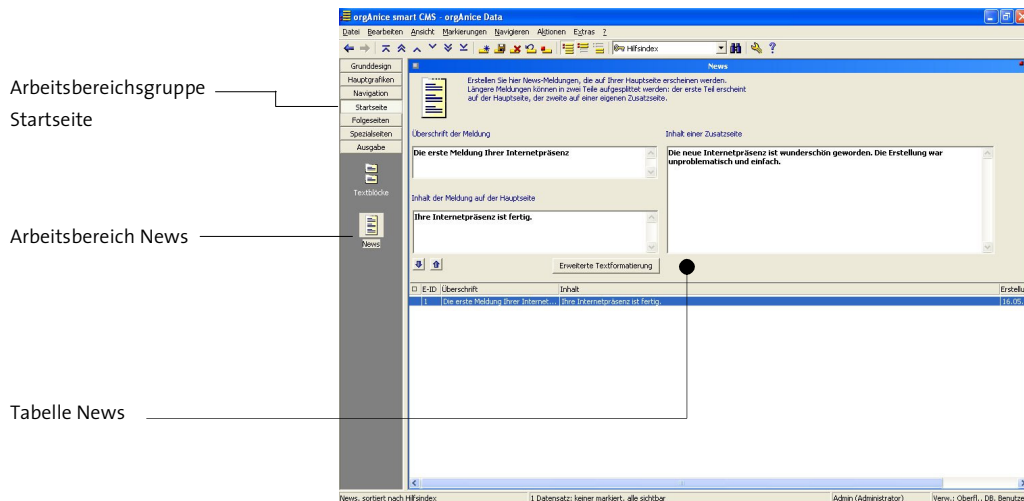 orgAnice smart CMS - orgAnice Data
Datei Bearbeiten Ansicht Markierungen Navigieren Aktionen Extras ?
Hilfsindex
Arbeitsbereichsgruppe
Startseite
Arbeitsbereich News
Tabelle News
Grunddesign
Hauptgrafiken
Navigation
Startseite
Folgeseiten
Spezialseiten
Ausgabe
Textblöcke
News
News
Erstellen Sie hier News-Meldungen, die auf Ihrer Hauptseite erscheinen werden.
Längere Meldungen können in zwei Teile aufgesplittet werden: der erste Teil erscheint
auf der Hauptseite, der zweite auf einer eigenen Zusatzseite.
Überschrift der Meldung
Die erste Meldung Ihrer Internetpräsenz
Inhalt der Meldung auf der Hauptseite
Ihre Internetpräsenz ist fertig.
Inhalt einer Zusatzseite
Die neue Internetpräsenz ist wunderschön geworden. Die Erstellung war
unproblematisch und einfach.
Erweiterte Textformatierung
E-ID Überschrift Inhalt Erstellu
1 Die erste Meldung Ihrer Internet... Ihre Internetpräsenz ist fertig. 16.05.
News, sortiert nach Hilfsindex 1 Datensatz: keiner markiert, alle sichtbar Admin (Administrator) Verw.: Oberfl., DB, Benutze